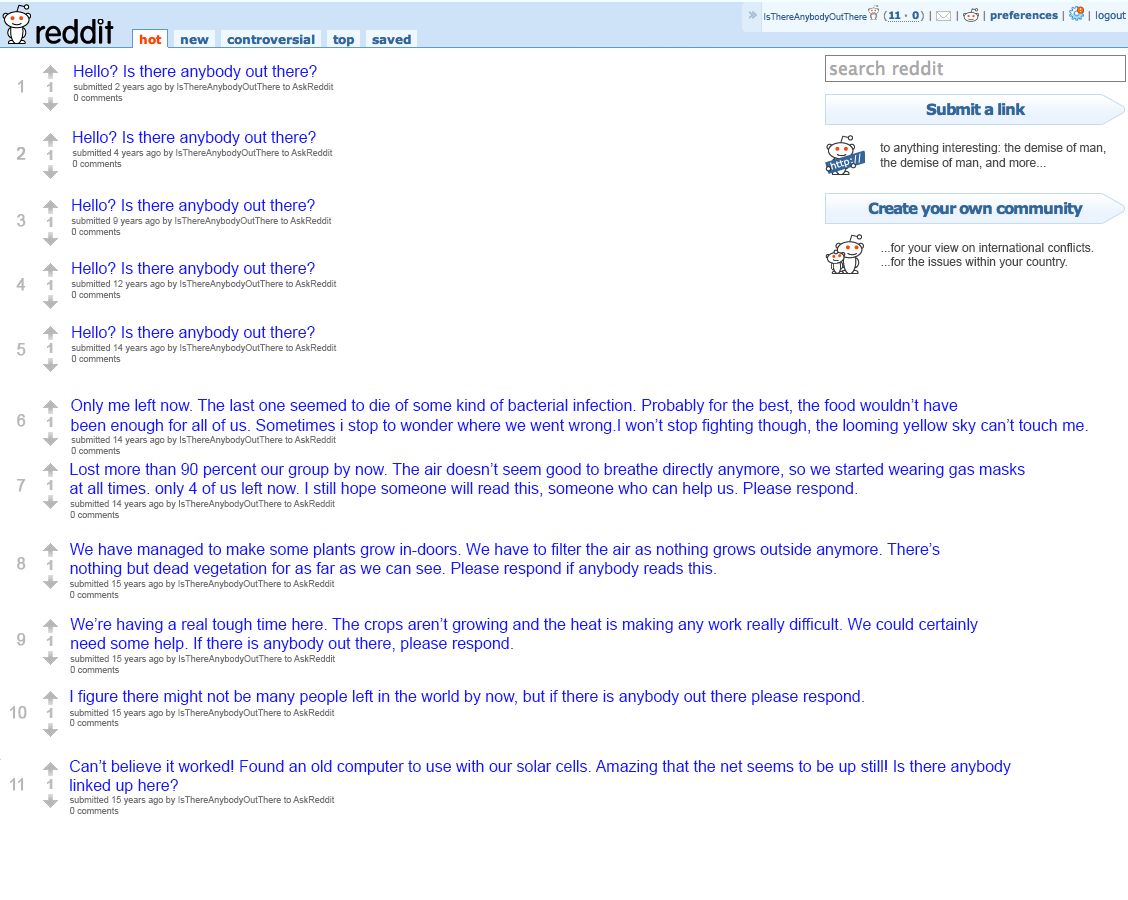 reddit
hot new controversial top saved
IsThereAnybodyOutThere (11 · 0) | | | preferences | | logout
1
Hello? Is there anybody out there?
1
submitted 2 years ago by IsThereAnybodyOutThere to AskReddit
0 comments
2
Hello? Is there anybody out there?
1
submitted 4 years ago by IsThereAnybodyOutThere to AskReddit
0 comments
3
Hello? Is there anybody out there?
1
submitted 9 years ago by IsThereAnybodyOutThere to AskReddit
0 comments
4
Hello? Is there anybody out there?
1
submitted 12 years ago by IsThereAnybodyOutThere to AskReddit
0 comments
5
Hello? Is there anybody out there?
1
submitted 14 years ago by IsThereAnybodyOutThere to AskReddit
0 comments
6
Only me left now. The last one seemed to die of some kind of bacterial infection. Probably for the best, the food wouldn’t have
1
been enough for all of us. Sometimes i stop to wonder where we went wrong.I won’t stop fighting though, the looming yellow sky can’t touch me.
submitted 14 years ago by IsThereAnybodyOutThere to AskReddit
0 comments
7
Lost more than 90 percent our group by now. The air doesn’t seem good to breathe directly anymore, so we started wearing gas masks
1
at all times. only 4 of us left now. I still hope someone will read this, someone who can help us. Please respond.
submitted 14 years ago by IsThereAnybodyOutThere to AskReddit
0 comments
8
We have managed to make some plants grow in-doors. We have to filter the air as nothing grows outside anymore. There’s
1
nothing but dead vegetation for as far as we can see. Please respond if anybody reads this.
submitted 15 years ago by IsThereAnybodyOutThere to AskReddit
0 comments
9
We’re having a real tough time here. The crops aren’t growing and the heat is making any work really difficult. We could certainly
1
need some help. If there is anybody out there, please respond.
submitted 15 years ago by IsThereAnybodyOutThere to AskReddit
0 comments
10
I figure there might not be many people left in the world by now, but if there is anybody out there please respond.
1
submitted 15 years ago by IsThereAnybodyOutThere to AskReddit
0 comments
11
Can’t believe it worked! Found an old computer to use with our solar cells. Amazing that the net seems to be up still! Is there anybody
1
linked up here?
submitted 15 years ago by IsThereAnybodyOutThere to AskReddit
0 comments
search reddit
Submit a link
http://
to anything interesting: the demise of man,
the demise of man, and more...
Create your own community
...for your view on international conflicts.
...for the issues within your country.